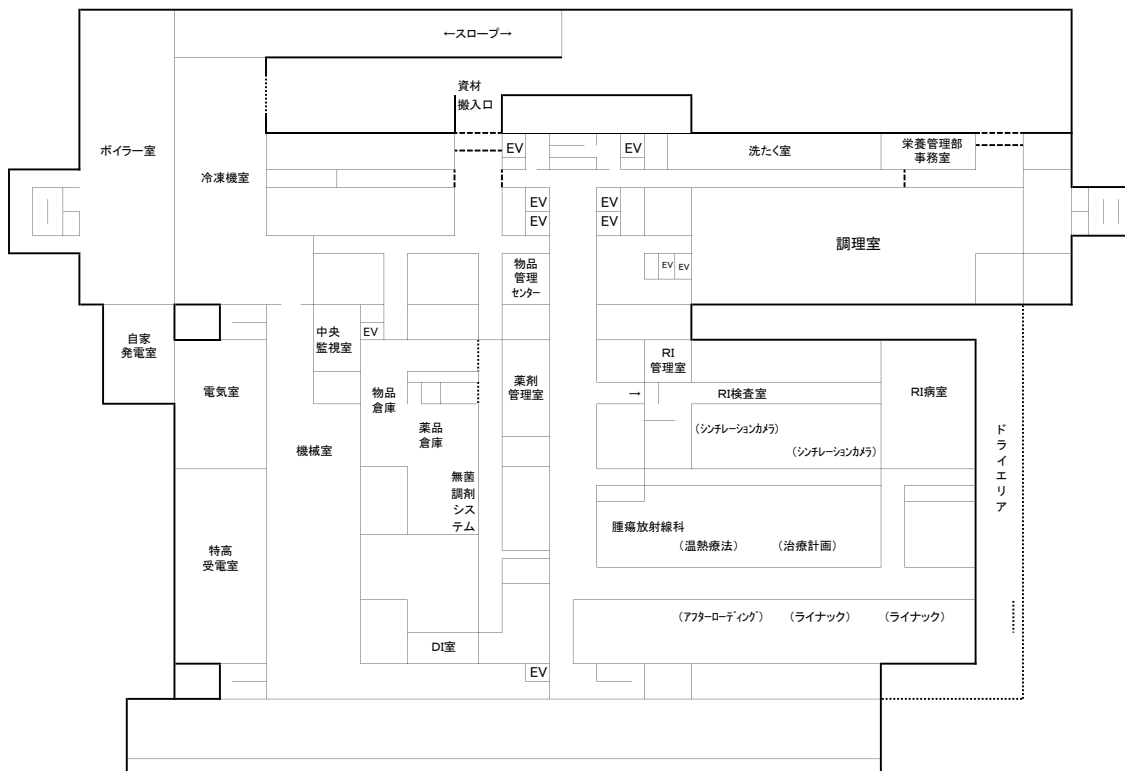 ←スロープ→
資材
搬入口
ボイラー室
EV
EV
洗たく室
栄養管理部
事務室
冷凍機室
EV
EV
EV
EV
調理室
物品
管理
センター
EV
EV
自家
発電室
中央
監視室
EV
RI
管理室
電気室
物品
倉庫
薬剤
管理室
→
RI検査室
RI病室
薬品
倉庫
(シンチレーションカメラ)
(シンチレーションカメラ)
ドライエリア
機械室
無菌
調剤
シス
テム
腫瘍放射線科
(温熱療法)
(治療計画)
特高
受電室
(アフターローディング)
(ライナック)
(ライナック)
DI室
EV